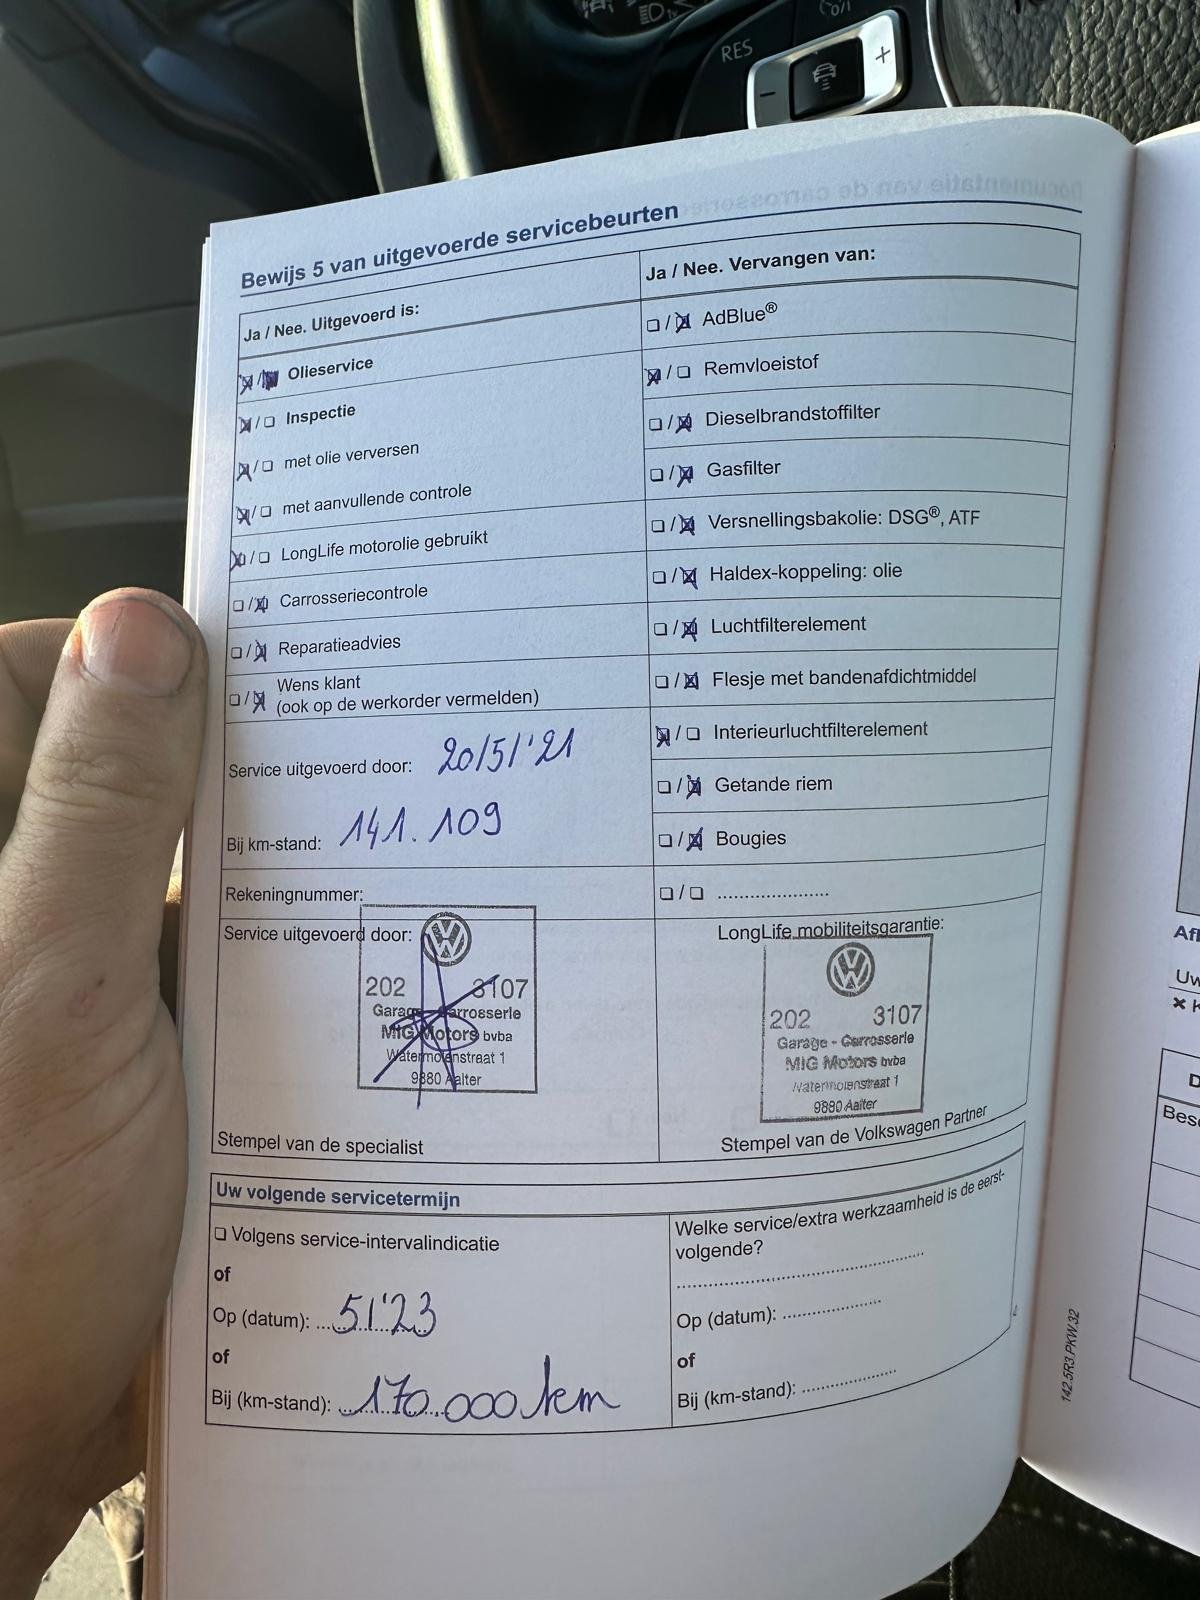 RES
- +
Bewijs 5 van uitgevoerde servicebeurten
Ja / Nee. Uitgevoerd is:
Olieservice
Inspectie
met olie verversen
met aanvullende controle
LongLife motorolie gebruikt
Carrosseriecontrole
Reparatieadvies
Wens klant
(ook op de werkorder vermelden)
Service uitgevoerd door: 20/5/'21
Bij km-stand: 141.109
Rekeningnummer:
Service uitgevoerd door:
202 3107
Garage - Carrosserie
MIG Motors bvba
Watermolenstraat 1
9880 Aalter
Stempel van de specialist
Ja / Nee. Vervangen van:
AdBlue®
Remvloeistof
Dieselbrandstoffilter
Gasfilter
Versnellingsbakolie: DSG®, ATF
Haldex-koppeling: olie
Luchtfilterelement
Flesje met bandenafdichtmiddel
Interieurluchtfilterelement
Getande riem
Bougies
....................
LongLife mobiliteitsgarantie:
202 3107
Garage - Carrosserie
MIG Motors bvba
Watermolenstraat 1
9880 Aalter
Stempel van de Volkswagen Partner
Uw volgende servicetermijn
Volgens service-intervalindicatie
of
Op (datum): 5/'23
of
Bij (km-stand): 170.000 km
Welke service/extra werkzaamheid is de eerst-
volgende?
Op (datum): ....................
of
Bij (km-stand): ....................
142.5R3.PKW.32